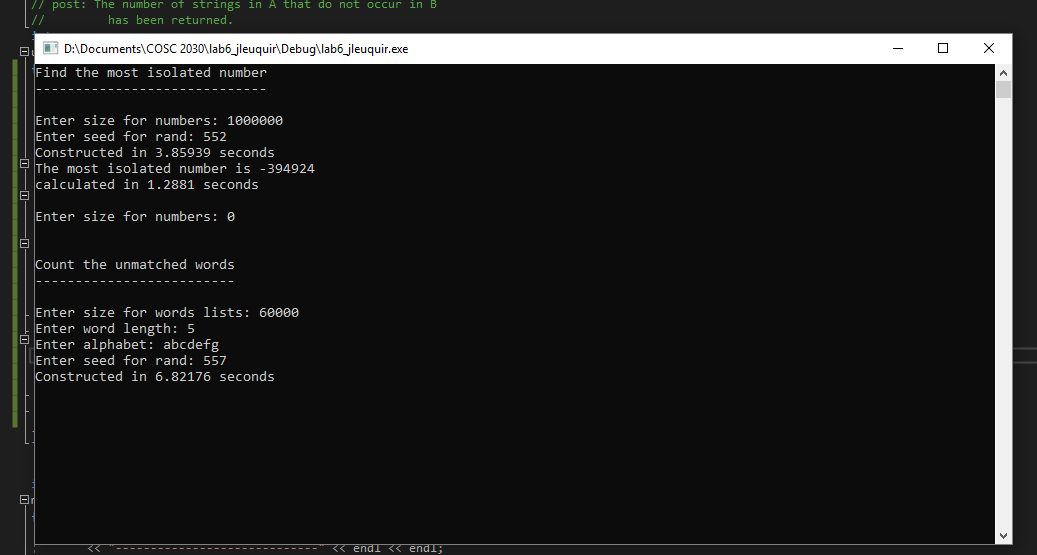 // post: The number of strings in A that do not occur in B
// has been returned.
D:\Documents\COSC 2030\lab6_jleuquir\Debug\lab6_jleuquir.exe
Find the most isolated number
-----------------------------
Enter size for numbers: 1000000
Enter seed for rand: 552
Constructed in 3.85939 seconds
The most isolated number is -394924
calculated in 1.2881 seconds
Enter size for numbers: 0
Count the unmatched words
-------------------------
Enter size for words lists: 60000
Enter word length: 5
Enter alphabet: abcdefg
Enter seed for rand: 557
Constructed in 6.82176 seconds
<< "-----------------------------" << endl << endl;